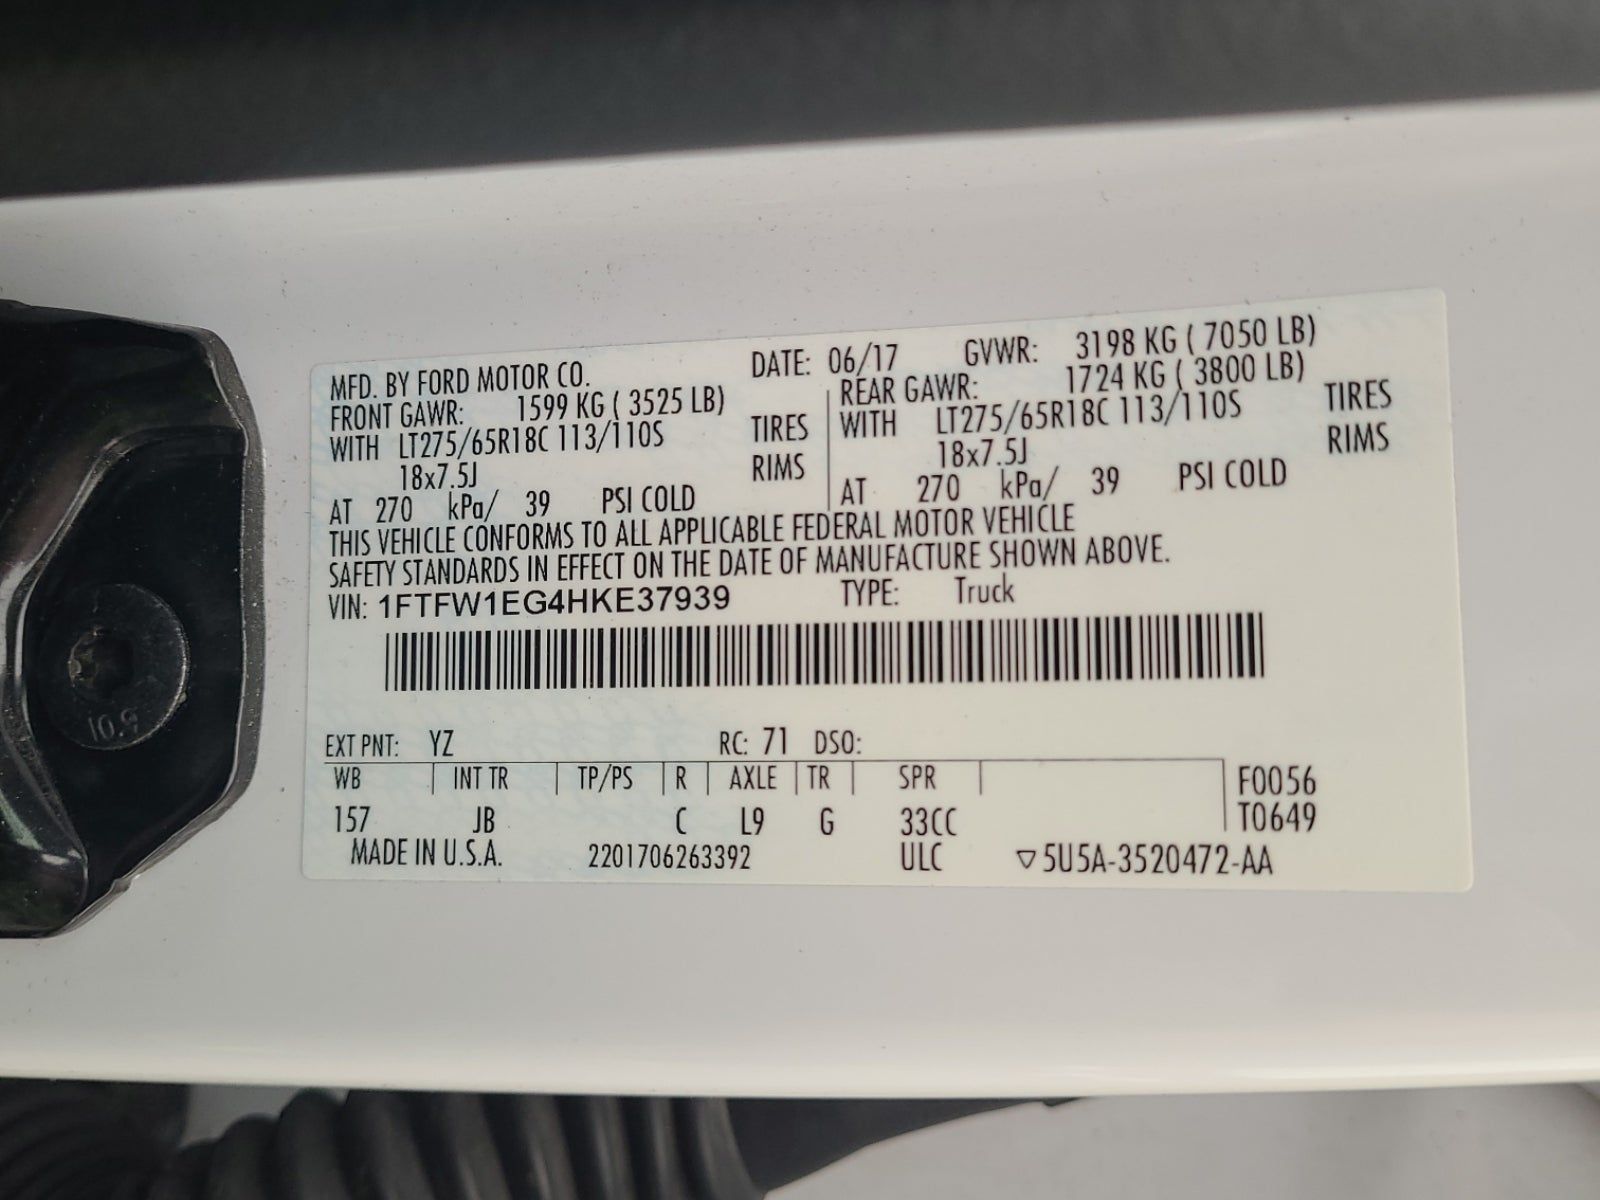 MFD. BY FORD MOTOR CO. DATE: 06/17 GVWR: 3198 KG ( 7050 LB)
FRONT GAWR: 1599 KG ( 3525 LB) REAR GAWR: 1724 KG ( 3800 LB)
WITH LT275/65R18C 113/110S TIRES WITH LT275/65R18C 113/110S TIRES
18x7.5J RIMS 18x7.5J RIMS
AT 270 kPa/ 39 PSI COLD AT 270 kPa/ 39 PSI COLD
THIS VEHICLE CONFORMS TO ALL APPLICABLE FEDERAL MOTOR VEHICLE
SAFETY STANDARDS IN EFFECT ON THE DATE OF MANUFACTURE SHOWN ABOVE.
VIN: 1FTFW1EG4HKE37939 TYPE: Truck
EXT PNT: YZ RC: 71 DSO:
WB INT TR TP/PS R AXLE TR SPR F0056
157 JB C L9 G 33CC T0649
MADE IN U.S.A. 2201706263392 ULC ▽5U5A-3520472-AA